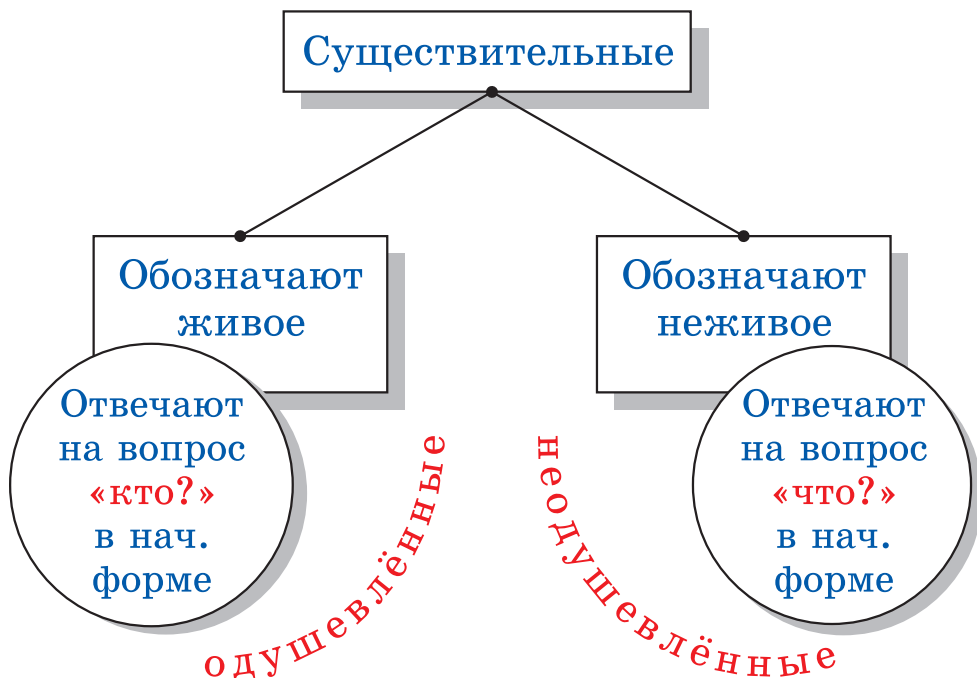 Существительные
Обозначают
живое
Отвечают
на вопрос
«кто?»
в нач.
форме
одушевлённые
Обозначают
неживое
Отвечают
на вопрос
«что?»
в нач.
форме
неодушевлённые